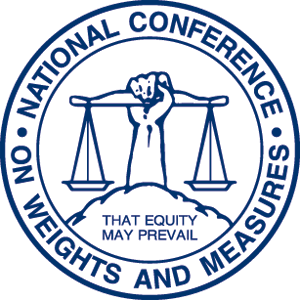 • NATIONAL CONFERENCE •
ON WEIGHTS AND MEASURES
THAT EQUITY
MAY PREVAIL